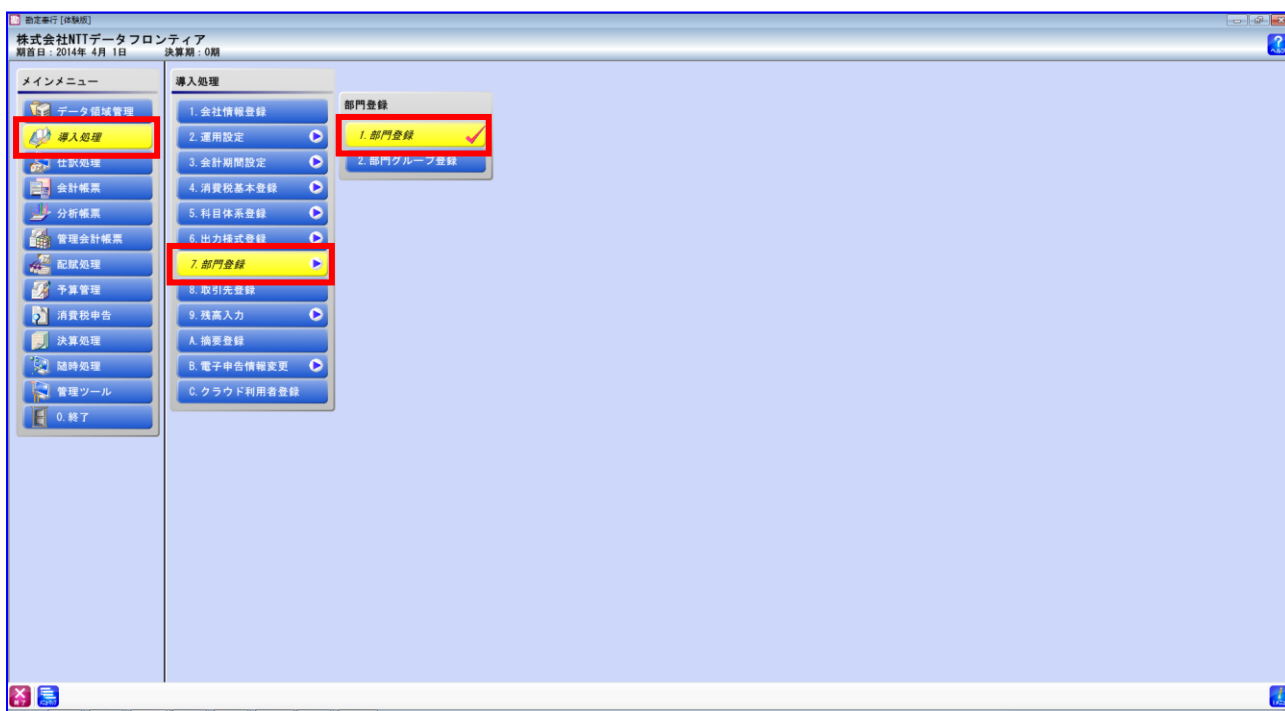 勘定奉行 [体験版]
株式会社NTTデータフロンティア
期首日：2014年 4月 1日 決算期：0期
ヘルプ
メインメニュー
データ領域管理
導入処理
仕訳処理
会計帳票
分析帳票
管理会計帳票
配賦処理
予算管理
消費税申告
決算処理
随時処理
管理ツール
0. 終了
導入処理
1. 会社情報登録
2. 運用設定
3. 会計期間設定
4. 消費税基本登録
5. 科目体系登録
6. 出力様式登録
7. 部門登録
8. 取引先登録
9. 残高入力
A. 摘要登録
B. 電子申告情報変更
C. クラウド利用者登録
部門登録
1. 部門登録
2. 部門グループ登録
終了